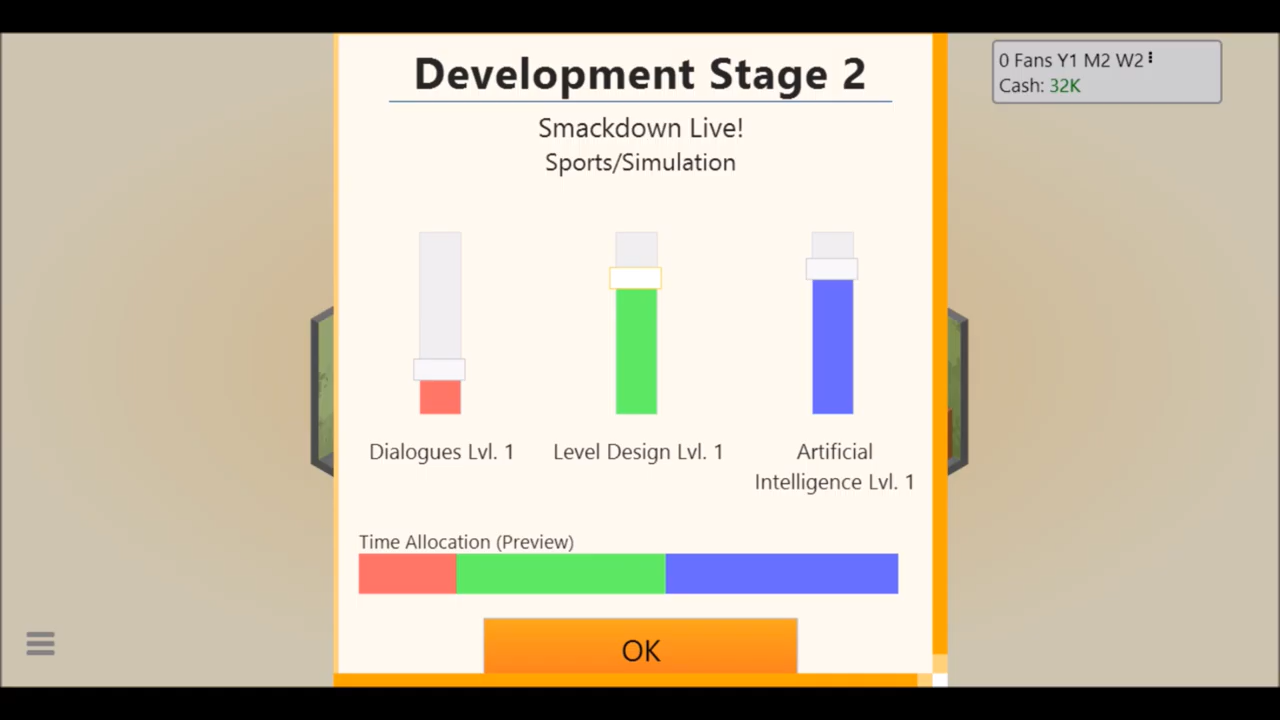 Development Stage 2
0 Fans Y1 M2 W2
Cash: 32K
Smackdown Live!
Sports/Simulation
Dialogues Lvl. 1
Level Design Lvl. 1
Artificial
Intelligence Lvl. 1
Time Allocation (Preview)
OK